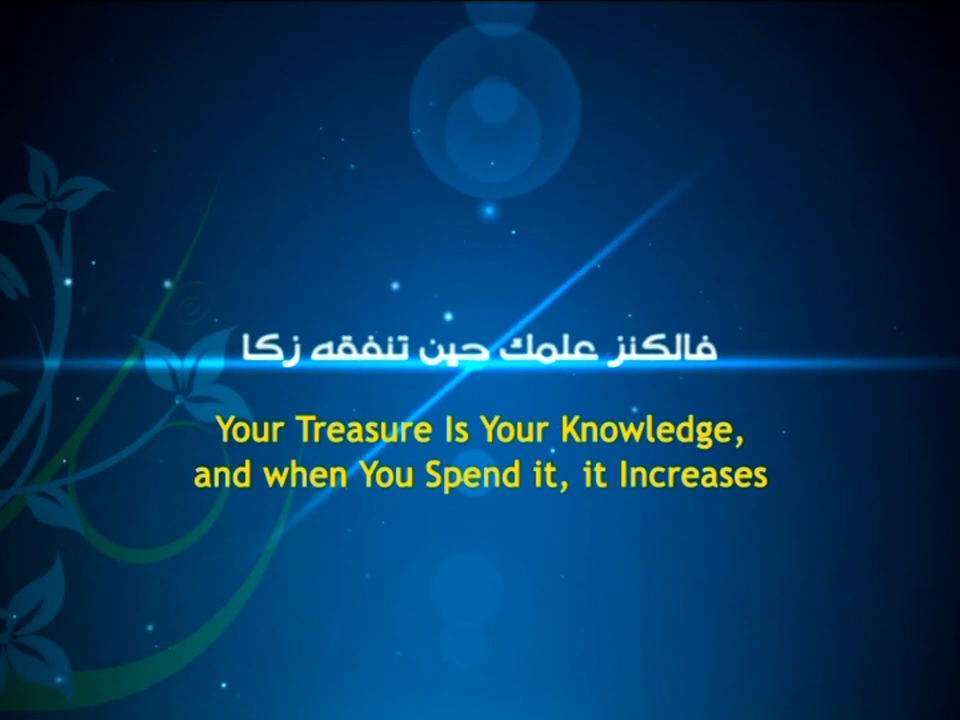 فالكنز علمك حين تنفقه زكا
Your Treasure Is Your Knowledge,
and when You Spend it, it Increases